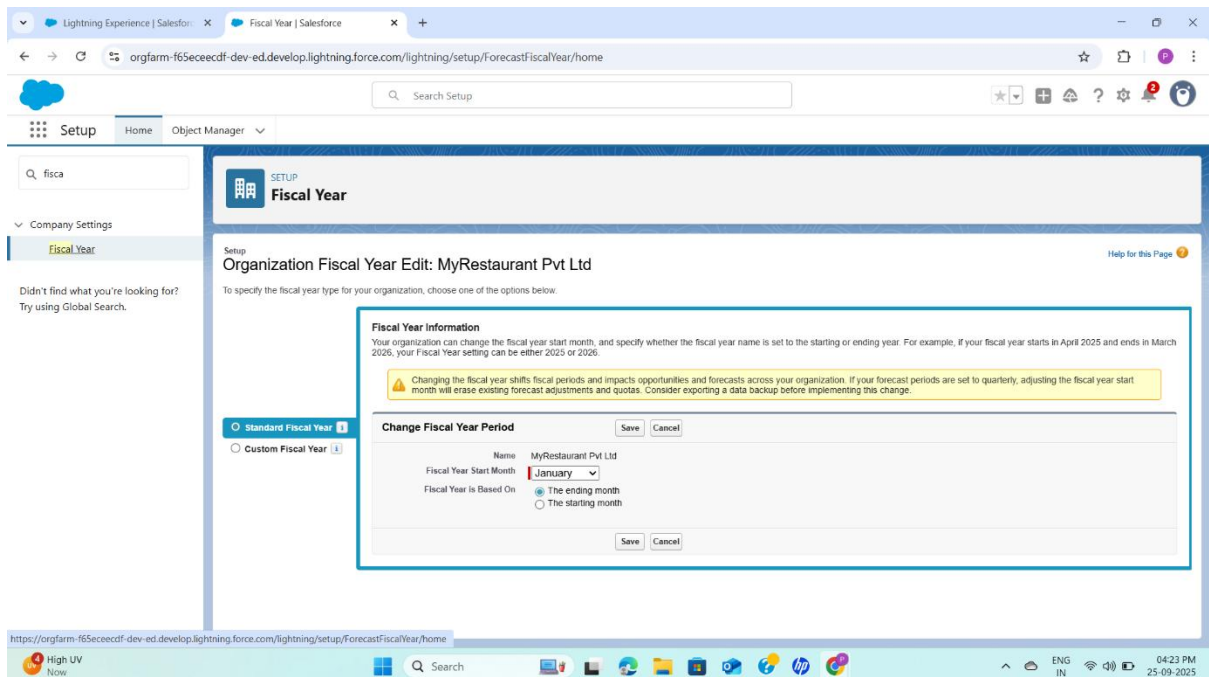 Lightning Experience | Salesforc
Fiscal Year | Salesforce
orgfarm-f65eceecdf-dev-ed.develop.lightning.force.com/lightning/setup/ForecastFiscalYear/home
P
Search Setup
2
Setup
Home
Object Manager
fisca
SETUP
Fiscal Year
Company Settings
Fiscal Year
Didn't find what you're looking for?
Try using Global Search.
Setup
Organization Fiscal Year Edit: MyRestaurant Pvt Ltd
Help for this Page ?
To specify the fiscal year type for your organization, choose one of the options below.
Fiscal Year Information
Your organization can change the fiscal year start month, and specify whether the fiscal year name is set to the starting or ending year. For example, if your fiscal year starts in April 2025 and ends in March
2026, your Fiscal Year setting can be either 2025 or 2026.
Changing the fiscal year shifts fiscal periods and impacts opportunities and forecasts across your organization. If your forecast periods are set to quarterly, adjusting the fiscal year start
month will erase existing forecast adjustments and quotas. Consider exporting a data backup before implementing this change.
Standard Fiscal Year i
Custom Fiscal Year i
Change Fiscal Year Period
Save Cancel
Name MyRestaurant Pvt Ltd
Fiscal Year Start Month January
Fiscal Year is Based On The ending month
The starting month
Save Cancel
https://orgfarm-f65eceecdf-dev-ed.develop.lightning.force.com/lightning/setup/ForecastFiscalYear/home
4
High UV
Now
Search
hp
P
ENG
IN
04:23 PM
25-09-2025